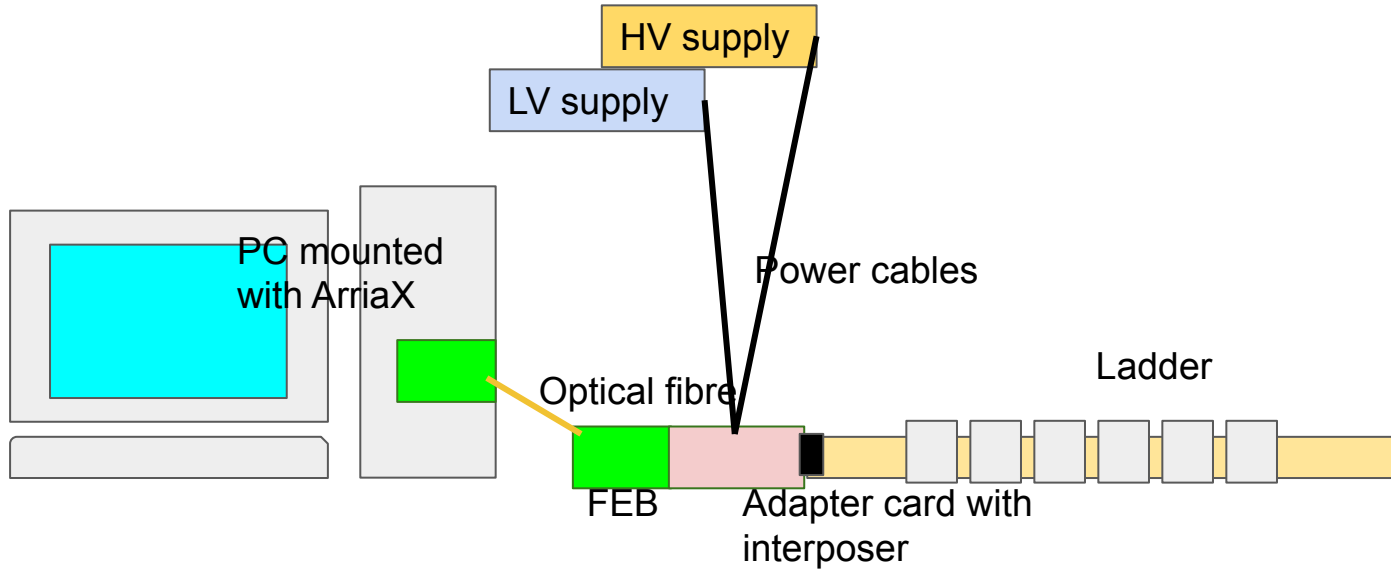 HV supply
LV supply
PC mounted
with ArriaX
Power cables
Optical fibre
Ladder
FEB
Adapter card with
interposer